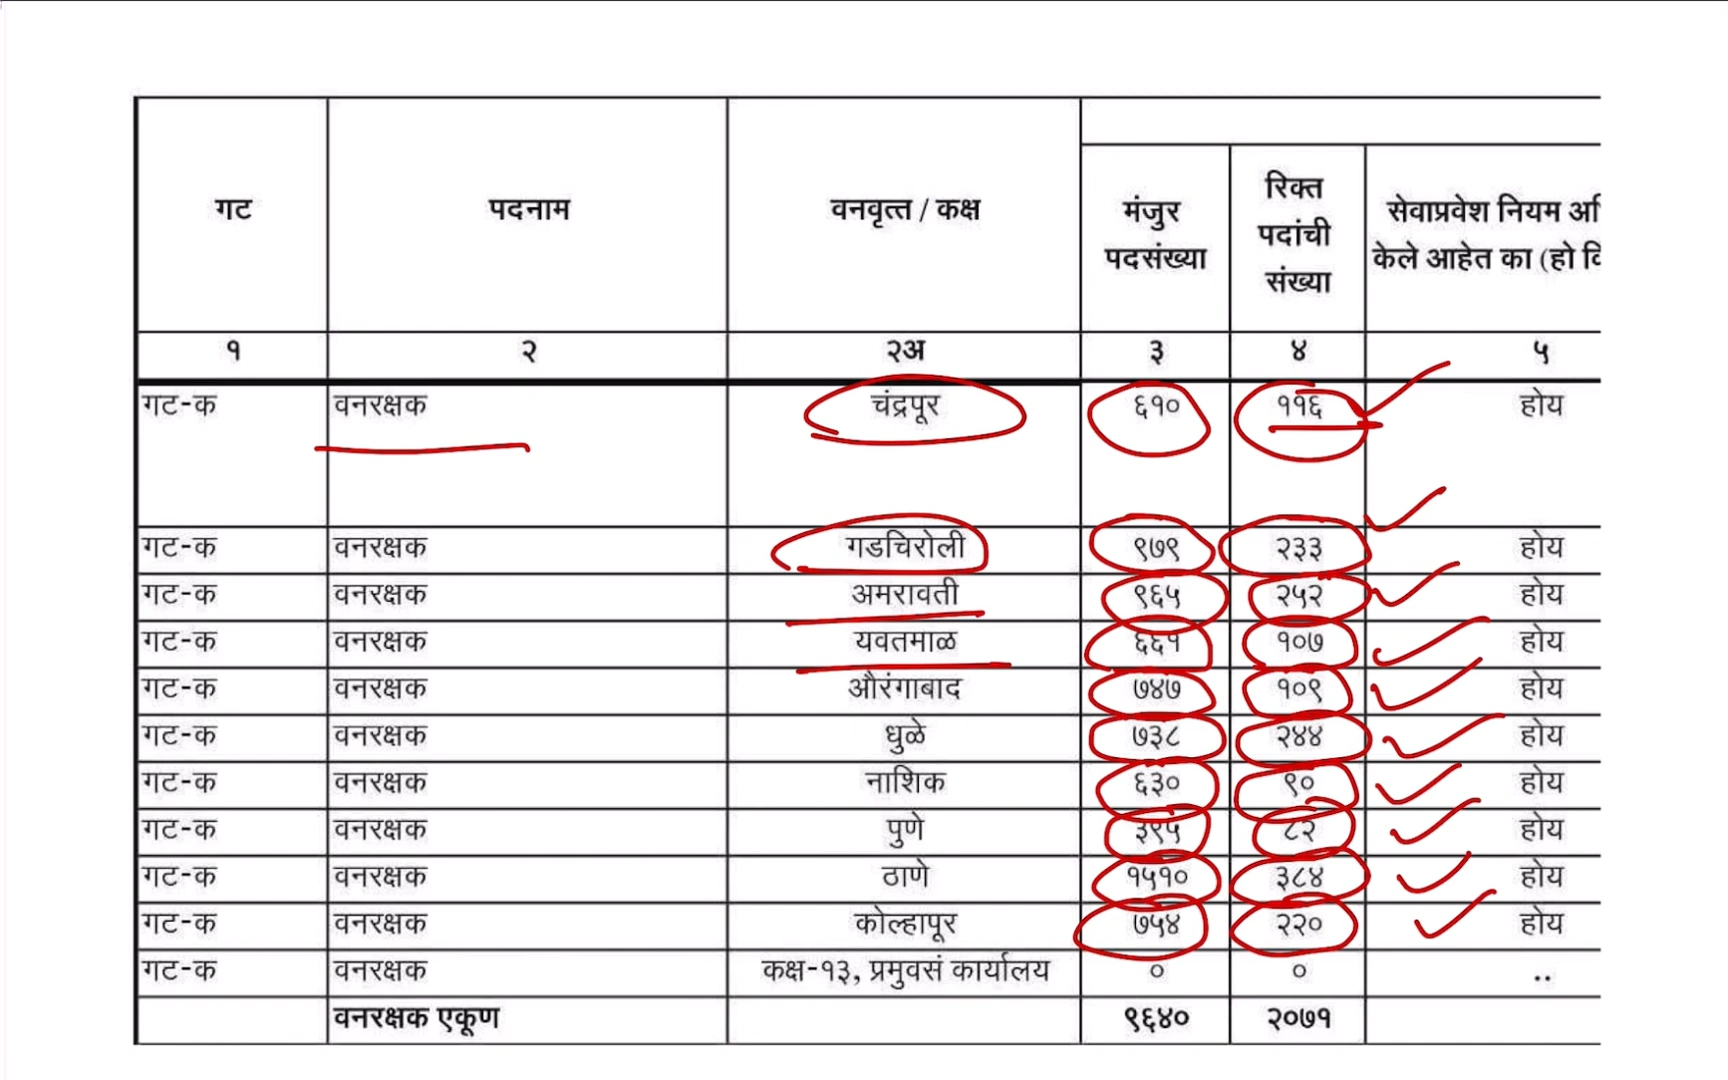 गट पदनाम वनवृत्त / कक्ष मंजुर पदसंख्या रिक्त पदांची संख्या सेवाप्रवेश नियम केले आहेत का (हो
१ २ २अ ३ ४ ५
गट-क वनरक्षक चंद्रपूर ६१० ११६ होय
गट-क वनरक्षक गडचिरोली ९७९ २३३ होय
गट-क वनरक्षक अमरावती ९६५ २५२ होय
गट-क वनरक्षक यवतमाळ ६६१ १०७ होय
गट-क वनरक्षक औरंगाबाद ७४७ १०९ होय
गट-क वनरक्षक धुळे ७३८ २४४ होय
गट-क वनरक्षक नाशिक ६३० ९० होय
गट-क वनरक्षक पुणे ३९५ ८२ होय
गट-क वनरक्षक ठाणे १५१० ३८४ होय
गट-क वनरक्षक कोल्हापूर ७५४ २२० होय
गट-क वनरक्षक कक्ष-१३, प्रमुवसं कार्यालय ० ० ..
वनरक्षक एकूण ९६४० २०७१